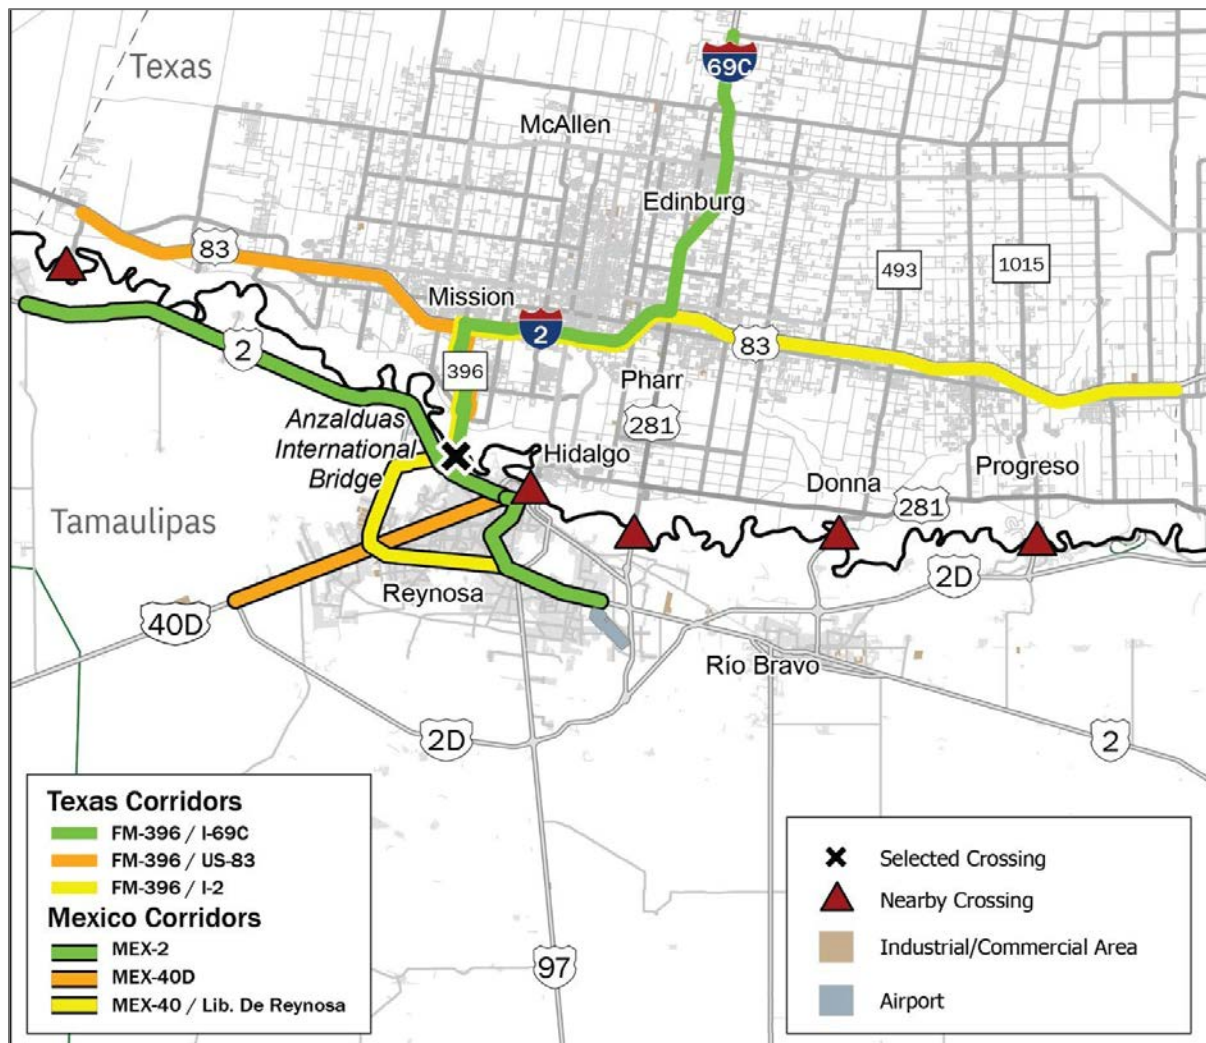 Texas
69C
McAllen
Edinburg
83
493
1015
Mission
2
2
83
396
Pharr
281
Anzalduas
International
Bridge
Hidalgo
Donna
Progreso
281
Tamaulipas
2D
Reynosa
40D
Río Bravo
2D
2
97
Texas Corridors
FM-396 / I-69C
FM-396 / US-83
FM-396 / I-2
Mexico Corridors
MEX-2
MEX-40D
MEX-40 / Lib. De Reynosa
Selected Crossing
Nearby Crossing
Industrial/Commercial Area
Airport